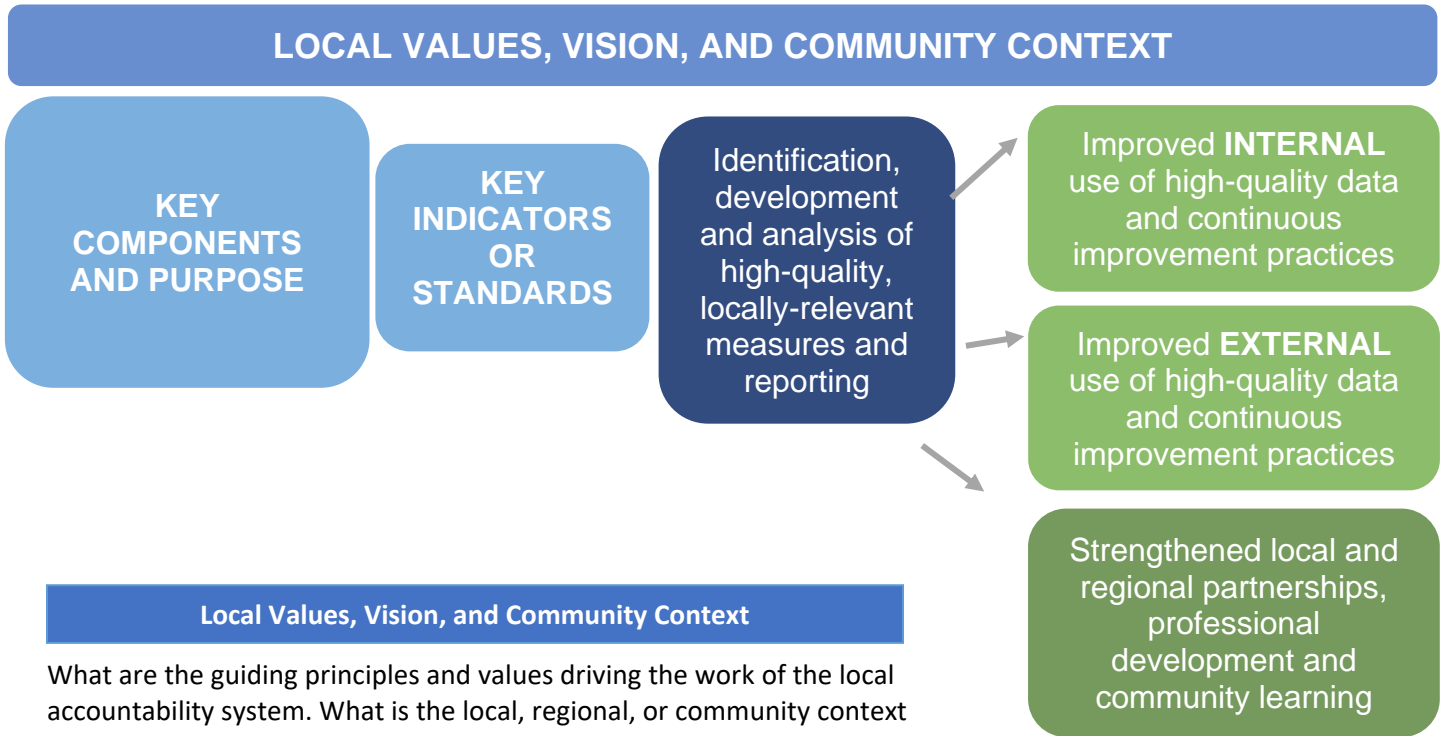 LOCAL VALUES, VISION, AND COMMUNITY CONTEXT
KEY
COMPONENTS
AND PURPOSE
KEY
INDICATORS
OR
STANDARDS
Identification,
development
and analysis of
high-quality,
locally-relevant
measures and
reporting
Improved INTERNAL
use of high-quality data
and continuous
improvement practices
Improved EXTERNAL
use of high-quality data
and continuous
improvement practices
Strengthened local and
regional partnerships,
professional
development and
community learning
Local Values, Vision, and Community Context
What are the guiding principles and values driving the work of the local
accountability system. What is the local, regional, or community context